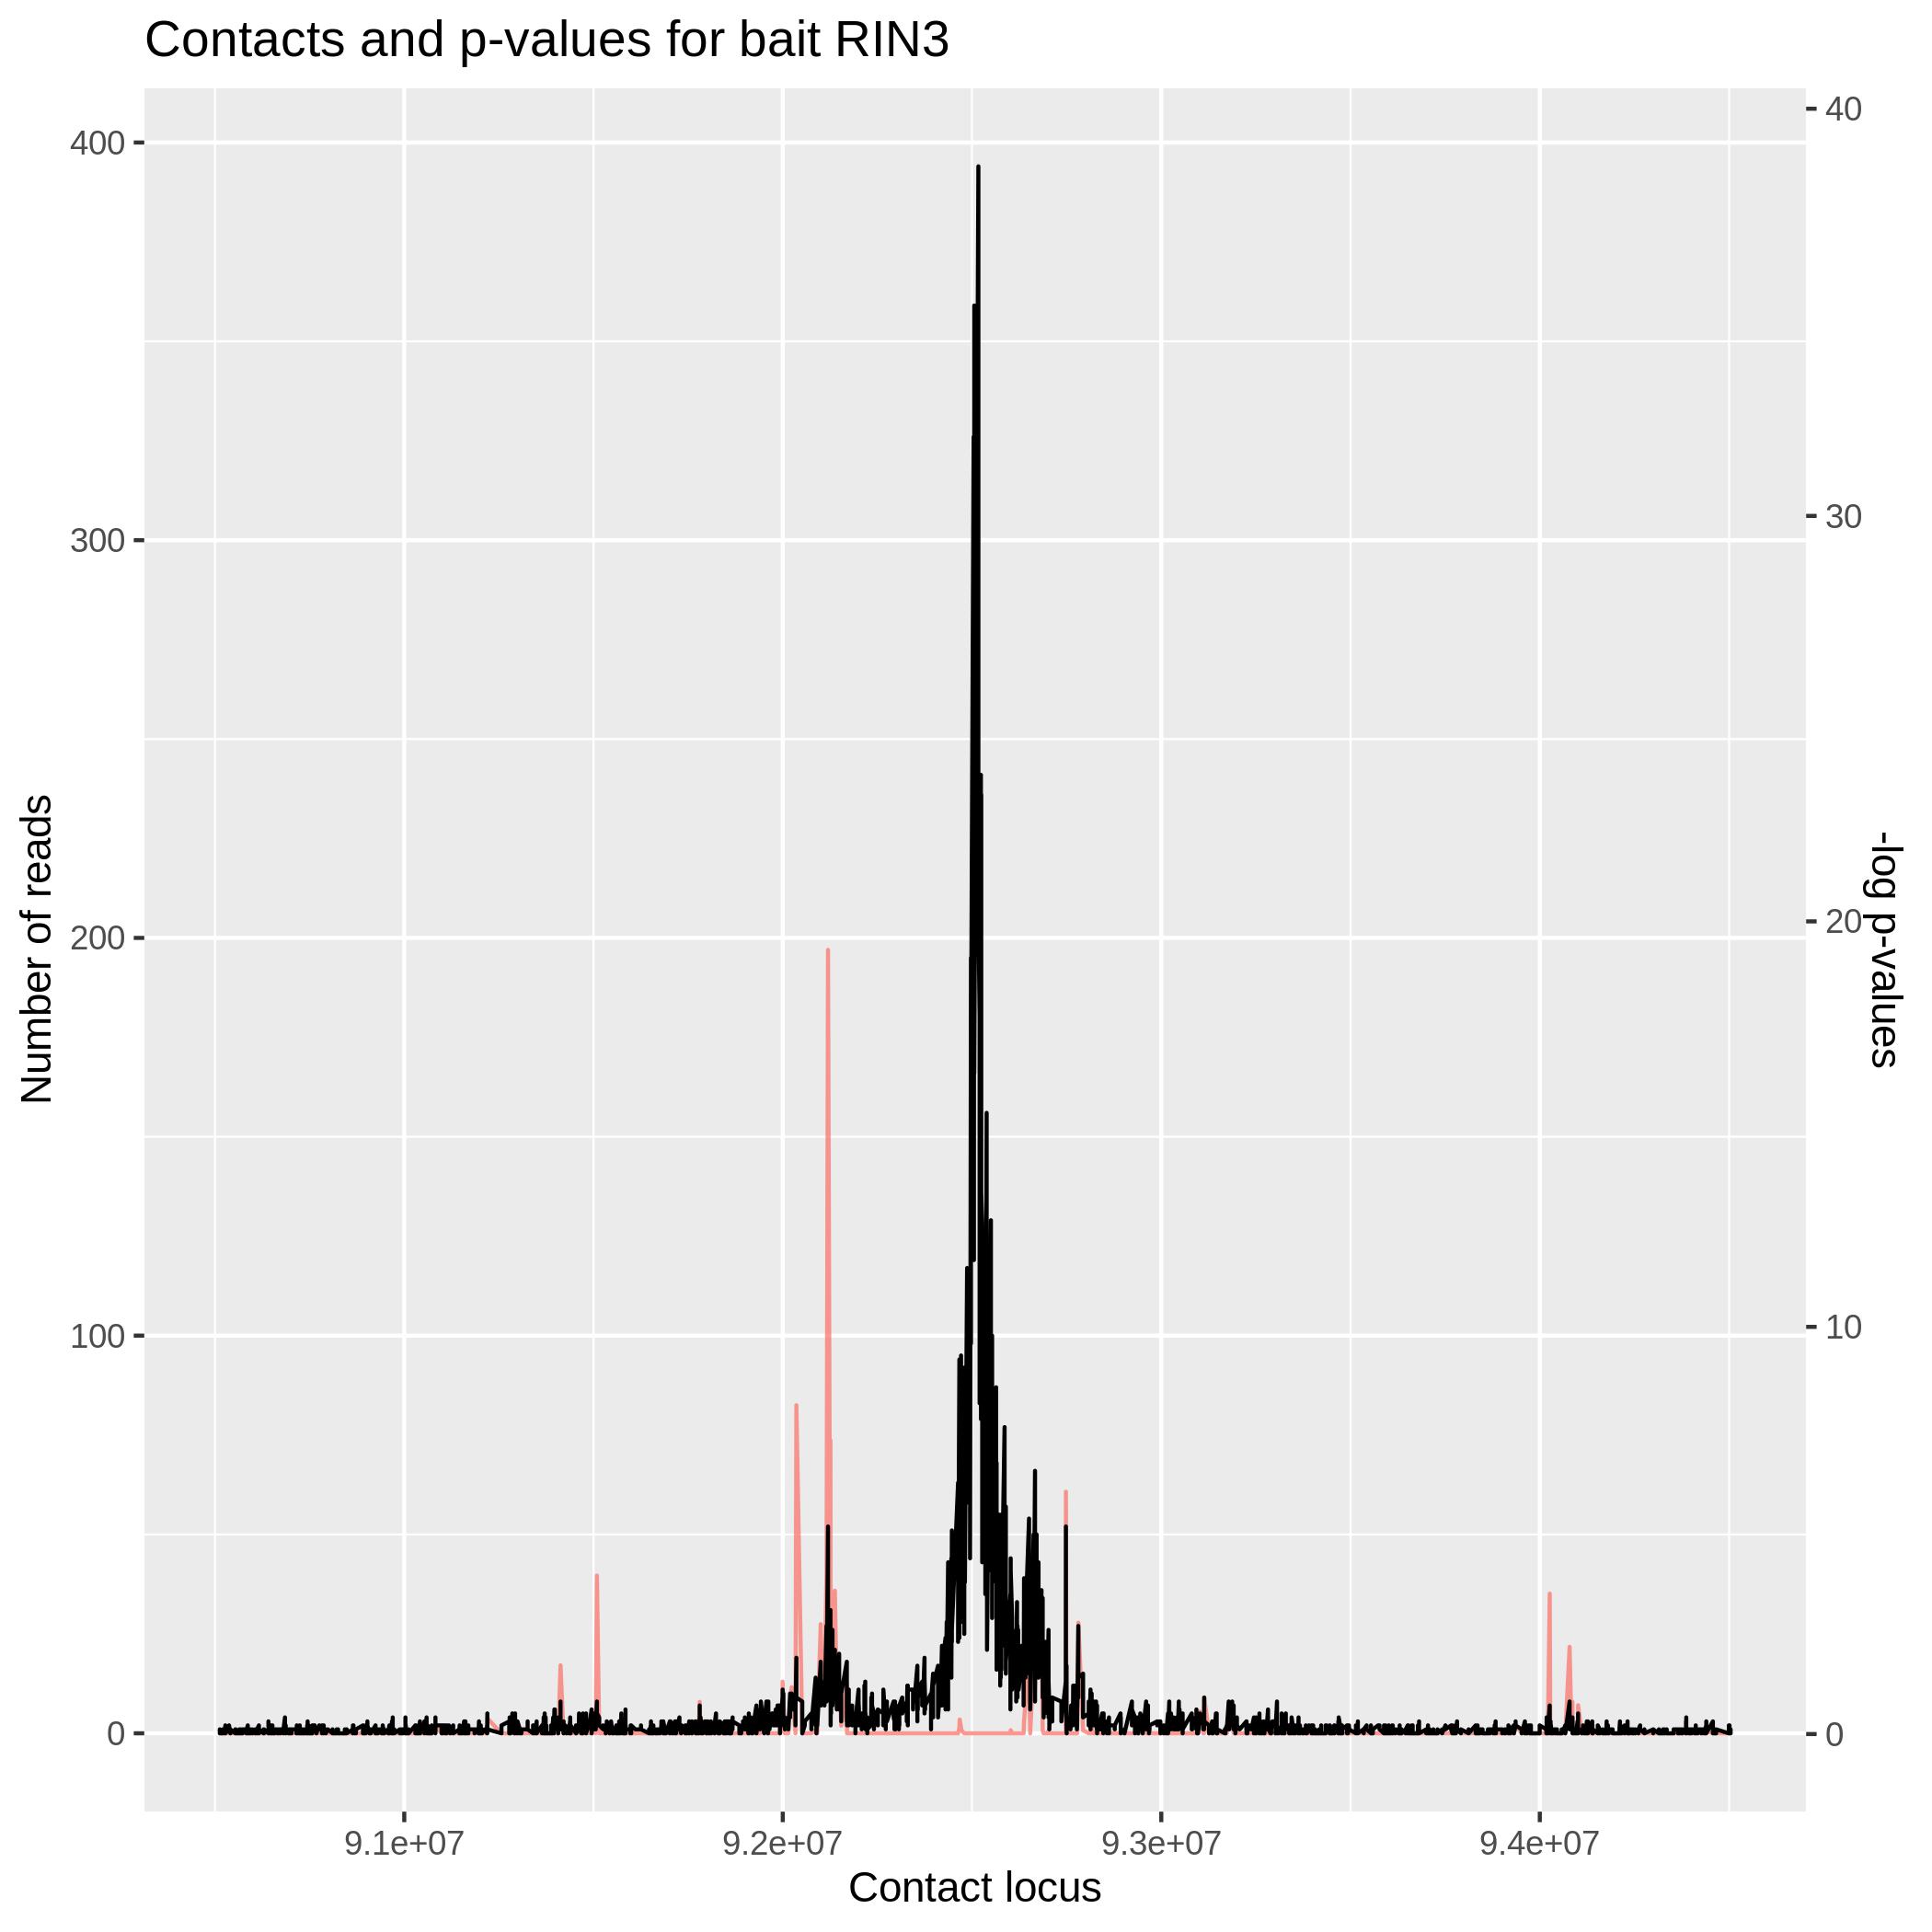 Contacts and p-values for bait RIN3
400
300
200
100
0
Number of reads
40
30
20
10
0
-log p-values
9.1e+07 9.2e+07 9.3e+07 9.4e+07
Contact locus